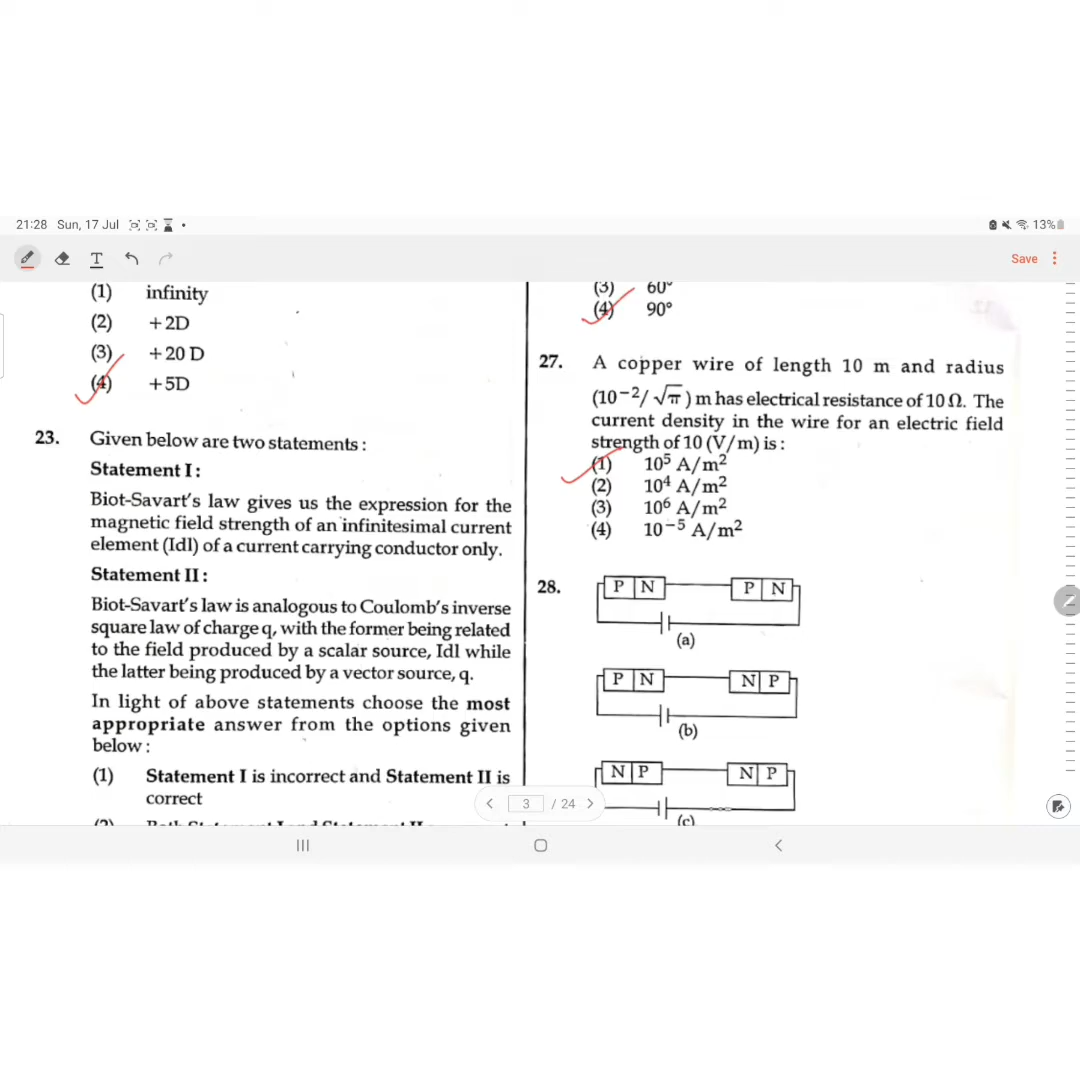 21:28 Sun, 17 Jul
13%
T
Save
(1) infinity
(2) +2D
(3) +20 D
(4) +5D
23. Given below are two statements :
Statement I :
Biot-Savart's law gives us the expression for the
magnetic field strength of an infinitesimal current
element (Idl) of a current carrying conductor only.
Statement II :
Biot-Savart's law is analogous to Coulomb's inverse
square law of charge q, with the former being related
to the field produced by a scalar source, Idl while
the latter being produced by a vector source, q.
In light of above statements choose the most
appropriate answer from the options given
below :
(1) Statement I is incorrect and Statement II is
correct
(3) 60°
(4) 90°
27. A copper wire of length 10 m and radius
(10⁻²/√π) m has electrical resistance of 10 Ω. The
current density in the wire for an electric field
strength of 10 (V/m) is :
(1) 10⁵ A/m²
(2) 10⁴ A/m²
(3) 10⁶ A/m²
(4) 10⁻⁵ A/m²
28. P N P N
(a)
P N N P
(b)
N P N P
(c)
3 / 24